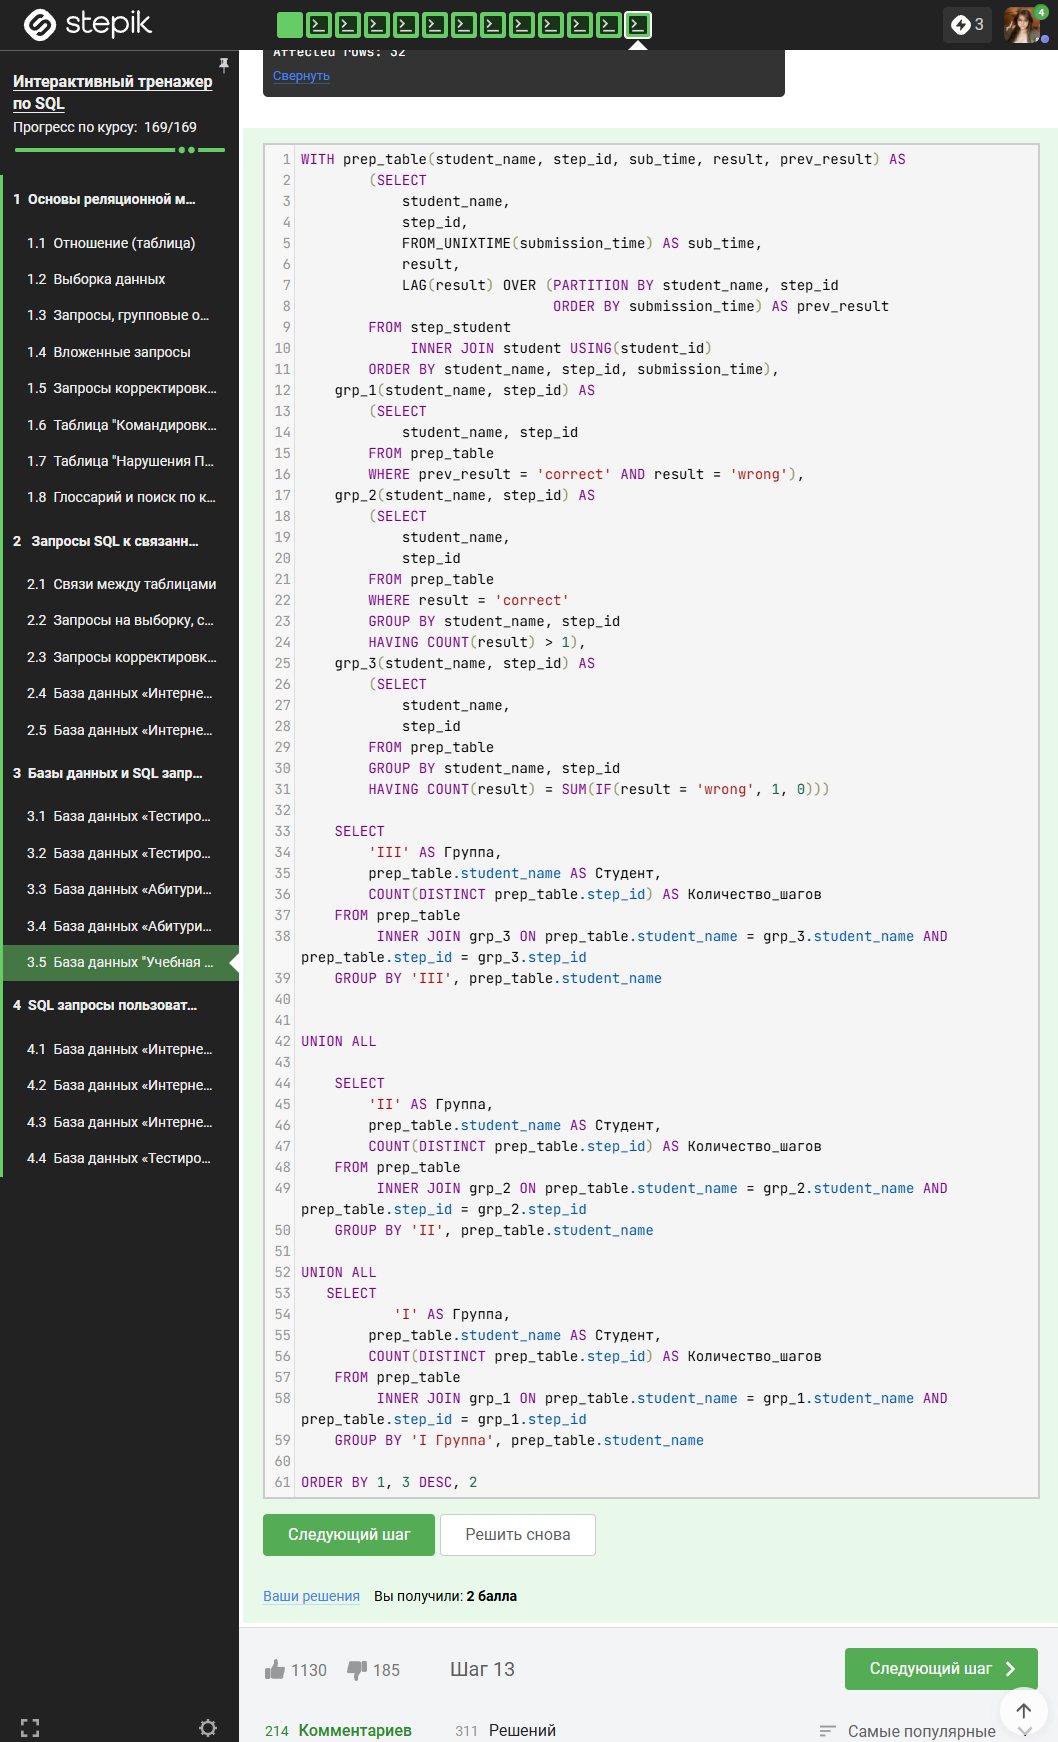 stepik
3
4
Интерактивный тренажер
по SQL
Прогресс по курсу: 169/169
1 Основы реляционной м...
1.1 Отношение (таблица)
1.2 Выборка данных
1.3 Запросы, групповые о...
1.4 Вложенные запросы
1.5 Запросы корректировк...
1.6 Таблица "Командировк...
1.7 Таблица "Нарушения П...
1.8 Глоссарий и поиск по к...
2 Запросы SQL к связанн...
2.1 Связи между таблицами
2.2 Запросы на выборку, с...
2.3 Запросы корректировк...
2.4 База данных «Интерне...
2.5 База данных «Интерне...
3 Базы данных и SQL запр...
3.1 База данных «Тестиро...
3.2 База данных «Тестиро...
3.3 База данных «Абитури...
3.4 База данных «Абитури...
3.5 База данных "Учебная ...
4 SQL запросы пользоват...
4.1 База данных «Интерне...
4.2 База данных «Интерне...
4.3 База данных «Интерне...
4.4 База данных «Тестиро...
Affected rows: 32
Свернуть
1 WITH prep_table(student_name, step_id, sub_time, result, prev_result) AS
2 (SELECT
3 student_name,
4 step_id,
5 FROM_UNIXTIME(submission_time) AS sub_time,
6 result,
7 LAG(result) OVER (PARTITION BY student_name, step_id
8 ORDER BY submission_time) AS prev_result
9 FROM step_student
10 INNER JOIN student USING(student_id)
11 ORDER BY student_name, step_id, submission_time),
12 grp_1(student_name, step_id) AS
13 (SELECT
14 student_name, step_id
15 FROM prep_table
16 WHERE prev_result = 'correct' AND result = 'wrong'),
17 grp_2(student_name, step_id) AS
18 (SELECT
19 student_name,
20 step_id
21 FROM prep_table
22 WHERE result = 'correct'
23 GROUP BY student_name, step_id
24 HAVING COUNT(result) > 1),
25 grp_3(student_name, step_id) AS
26 (SELECT
27 student_name,
28 step_id
29 FROM prep_table
30 GROUP BY student_name, step_id
31 HAVING COUNT(result) = SUM(IF(result = 'wrong', 1, 0)))
32
33 SELECT
34 'III' AS Группа,
35 prep_table.student_name AS Студент,
36 COUNT(DISTINCT prep_table.step_id) AS Количество_шагов
37 FROM prep_table
38 INNER JOIN grp_3 ON prep_table.student_name = grp_3.student_name AND
prep_table.step_id = grp_3.step_id
39 GROUP BY 'III', prep_table.student_name
40
41
42 UNION ALL
43
44 SELECT
45 'II' AS Группа,
46 prep_table.student_name AS Студент,
47 COUNT(DISTINCT prep_table.step_id) AS Количество_шагов
48 FROM prep_table
49 INNER JOIN grp_2 ON prep_table.student_name = grp_2.student_name AND
prep_table.step_id = grp_2.step_id
50 GROUP BY 'II', prep_table.student_name
51
52 UNION ALL
53 SELECT
54 'I' AS Группа,
55 prep_table.student_name AS Студент,
56 COUNT(DISTINCT prep_table.step_id) AS Количество_шагов
57 FROM prep_table
58 INNER JOIN grp_1 ON prep_table.student_name = grp_1.student_name AND
prep_table.step_id = grp_1.step_id
59 GROUP BY 'I Группа', prep_table.student_name
60
61 ORDER BY 1, 3 DESC, 2
Следующий шаг
Решить снова
Ваши решения Вы получили: 2 балла
1130 185 Шаг 13
Следующий шаг
214 Комментариев 311 Решений
Самые популярные